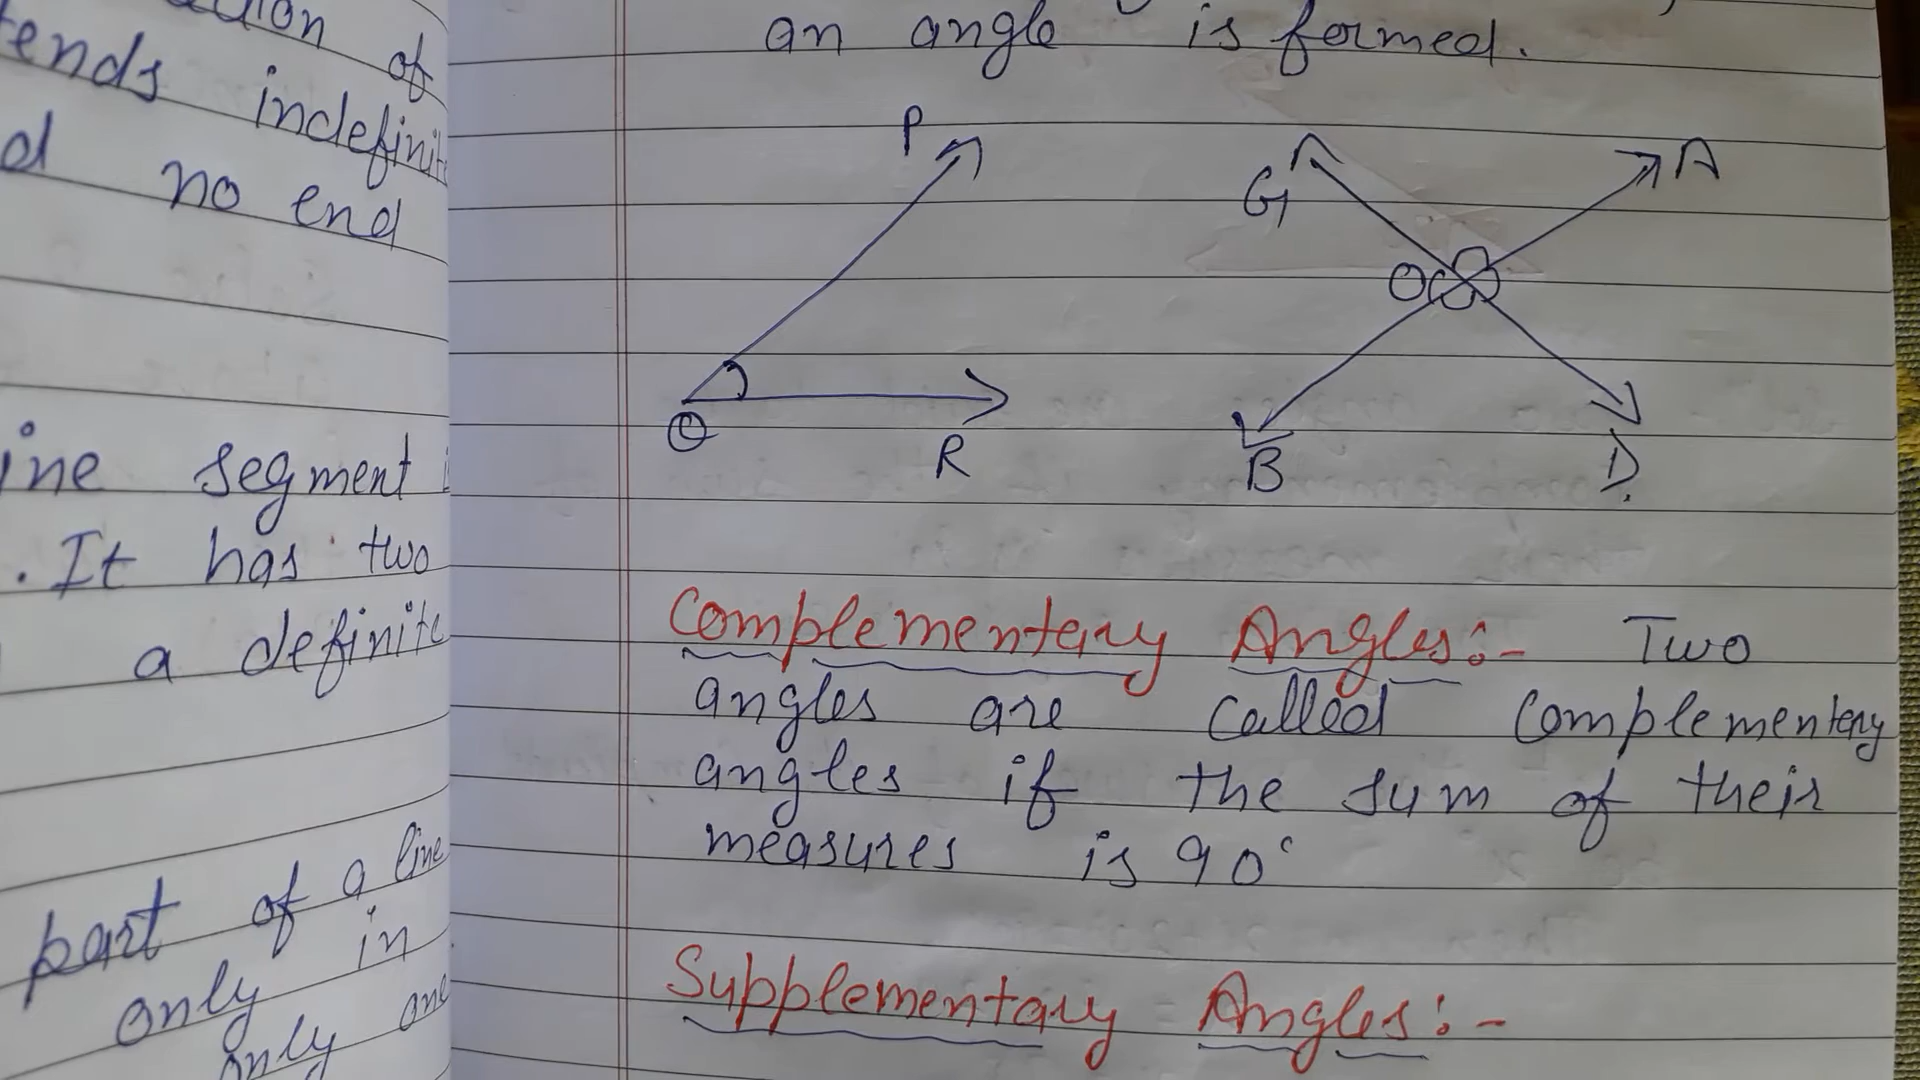 of
tends indefinit
d no end
ine segment
. It has two
a definite
part of a line
only in
only one
an angle is formed.
P
G A
O
O R
B D.
Complementary Angles:- Two
angles are called complementary
angles if the sum of their
measures is 90°
Supplementary Angles:-